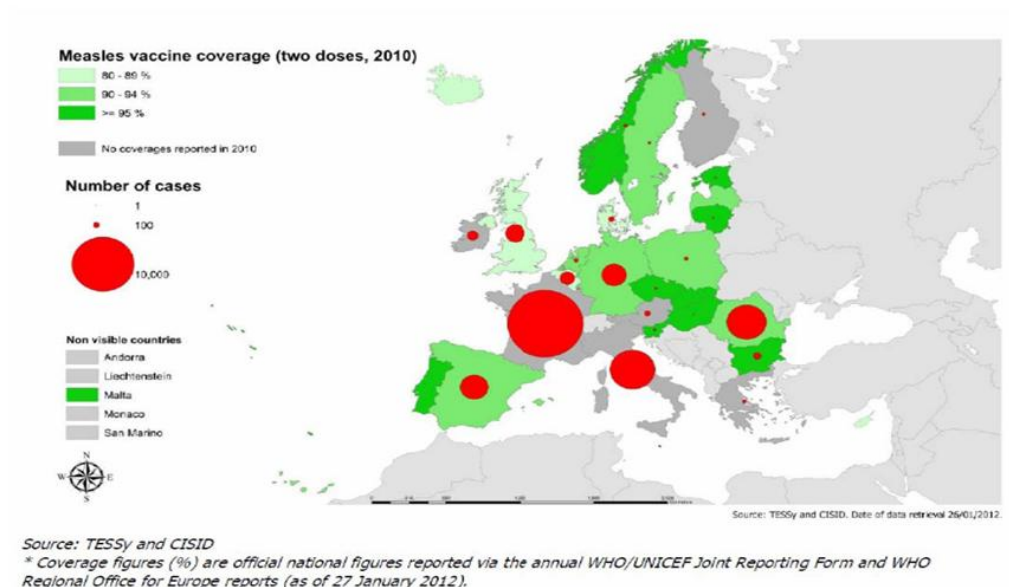 Measles vaccine coverage (two doses, 2010)
80 - 89 %
90 - 94 %
>= 95 %
No coverages reported in 2010
Number of cases
1
100
10,000
Non visible countries
Andorra
Liechtenstein
Malta
Monaco
San Marino
N
W E
S
Source: TESSy and CISID. Date of data retrieval 26/01/2012.
Source: TESSy and CISID
* Coverage figures (%) are official national figures reported via the annual WHO/UNICEF Joint Reporting Form and WHO
Regional Office for Europe reports (as of 27 January 2012).